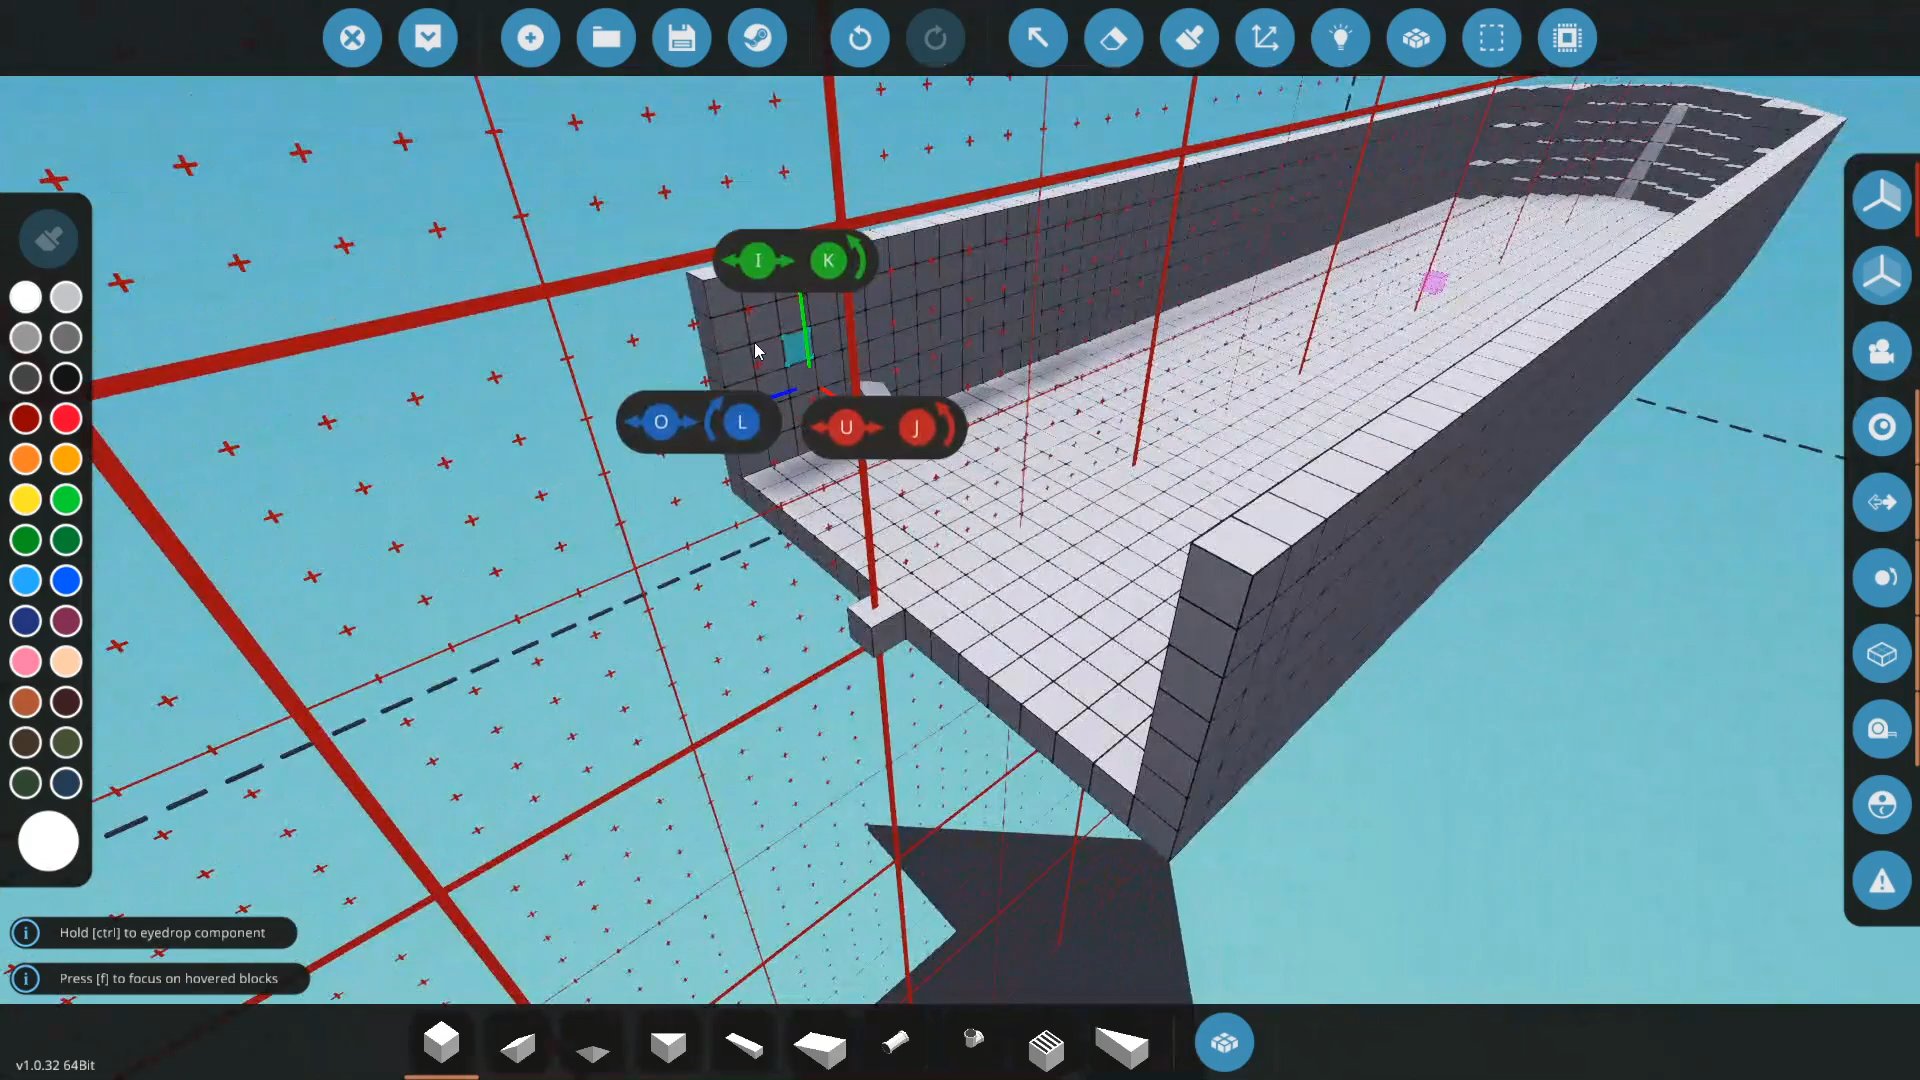 I K
O L U J
Hold [ctrl] to eyedrop component
Press [f] to focus on hovered blocks
v1.0.32 64Bit